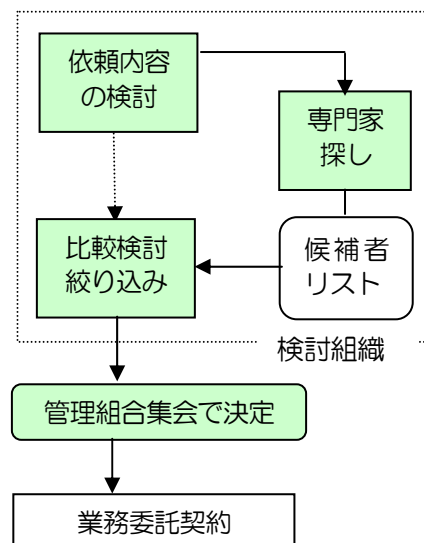 依頼内容
の検討
専門家
探し
比較検討
絞り込み
候補者
リスト
検討組織
管理組合集会で決定
業務委託契約